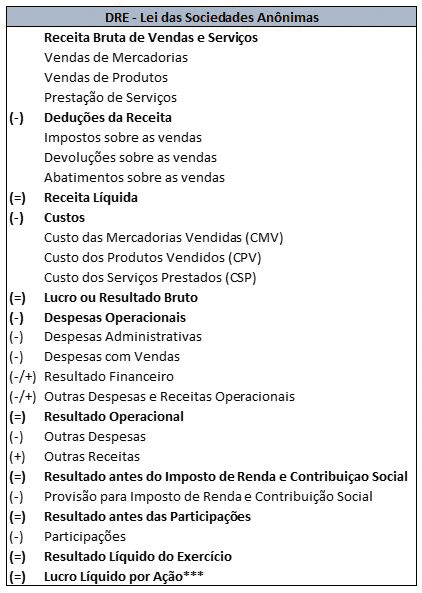 DRE - Lei das Sociedades Anônimas
Receita Bruta de Vendas e Serviços
Vendas de Mercadorias
Vendas de Produtos
Prestação de Serviços
(-) Deduções da Receita
Impostos sobre as vendas
Devoluções sobre as vendas
Abatimentos sobre as vendas
(=) Receita Líquida
(-) Custos
Custo das Mercadorias Vendidas (CMV)
Custo dos Produtos Vendidos (CPV)
Custo dos Serviços Prestados (CSP)
(=) Lucro ou Resultado Bruto
(-) Despesas Operacionais
(-) Despesas Administrativas
(-) Despesas com Vendas
(-/+) Resultado Financeiro
(-/+) Outras Despesas e Receitas Operacionais
(=) Resultado Operacional
(-) Outras Despesas
(+) Outras Receitas
(=) Resultado antes do Imposto de Renda e Contribuiçao Social
(-) Provisão para Imposto de Renda e Contribuição Social
(=) Resultado antes das Participações
(-) Participações
(=) Resultado Líquido do Exercício
(=) Lucro Líquido por Ação***